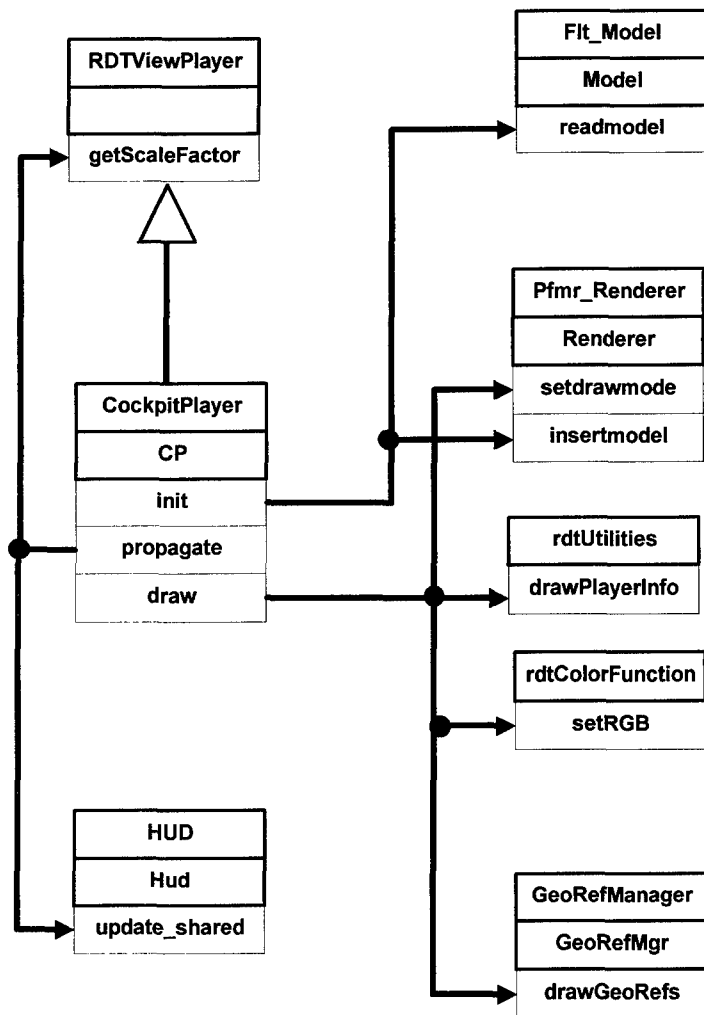 RDTViewPlayer
getScaleFactor
Flt_Model
Model
readmodel
Pfmr_Renderer
Renderer
setdrawmode
insertmodel
CockpitPlayer
CP
init
propagate
draw
rdtUtilities
drawPlayerInfo
rdtColorFunction
setRGB
HUD
Hud
update_shared
GeoRefManager
GeoRefMgr
drawGeoRefs